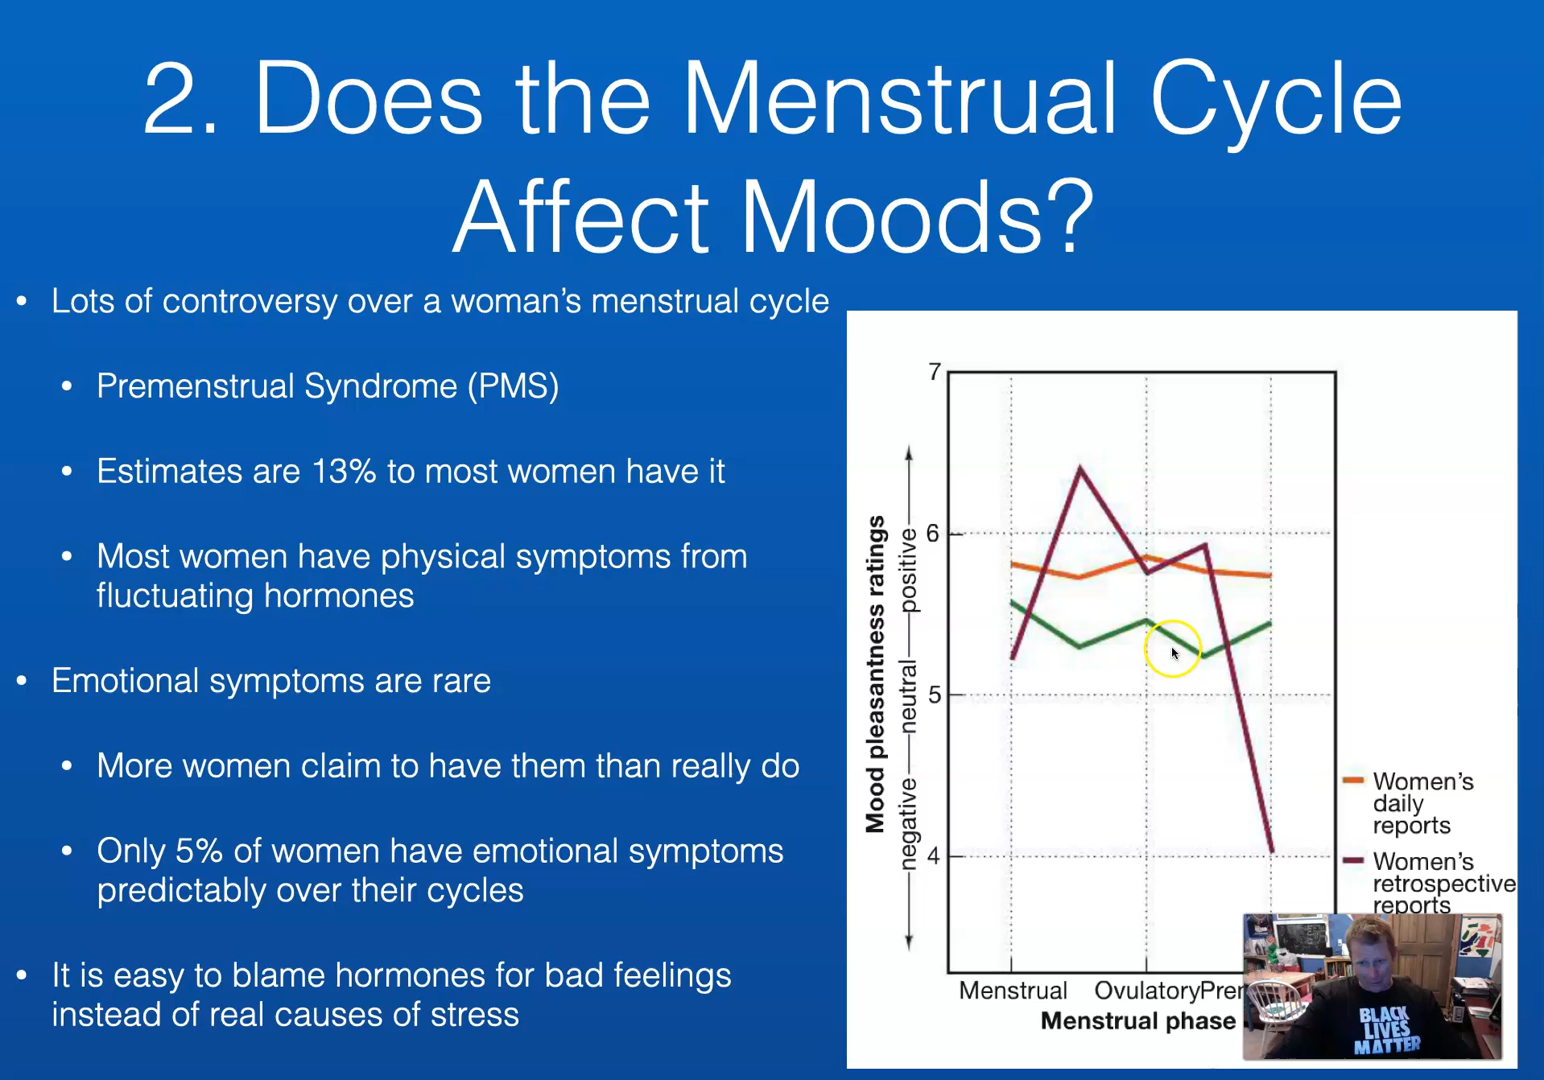 2. Does the Menstrual Cycle
Affect Moods?
• Lots of controversy over a woman’s menstrual cycle
• Premenstrual Syndrome (PMS)
• Estimates are 13% to most women have it
• Most women have physical symptoms from
fluctuating hormones
• Emotional symptoms are rare
• More women claim to have them than really do
• Only 5% of women have emotional symptoms
predictably over their cycles
• It is easy to blame hormones for bad feelings
instead of real causes of stress
Mood pleasantness ratings
negative
neutral
positive
7
6
5
4
Women’s
daily
reports
Women’s
retrospective
reports
Menstrual
Ovulatory
Pre
Menstrual phase
BLACK
LIVES
MATTER